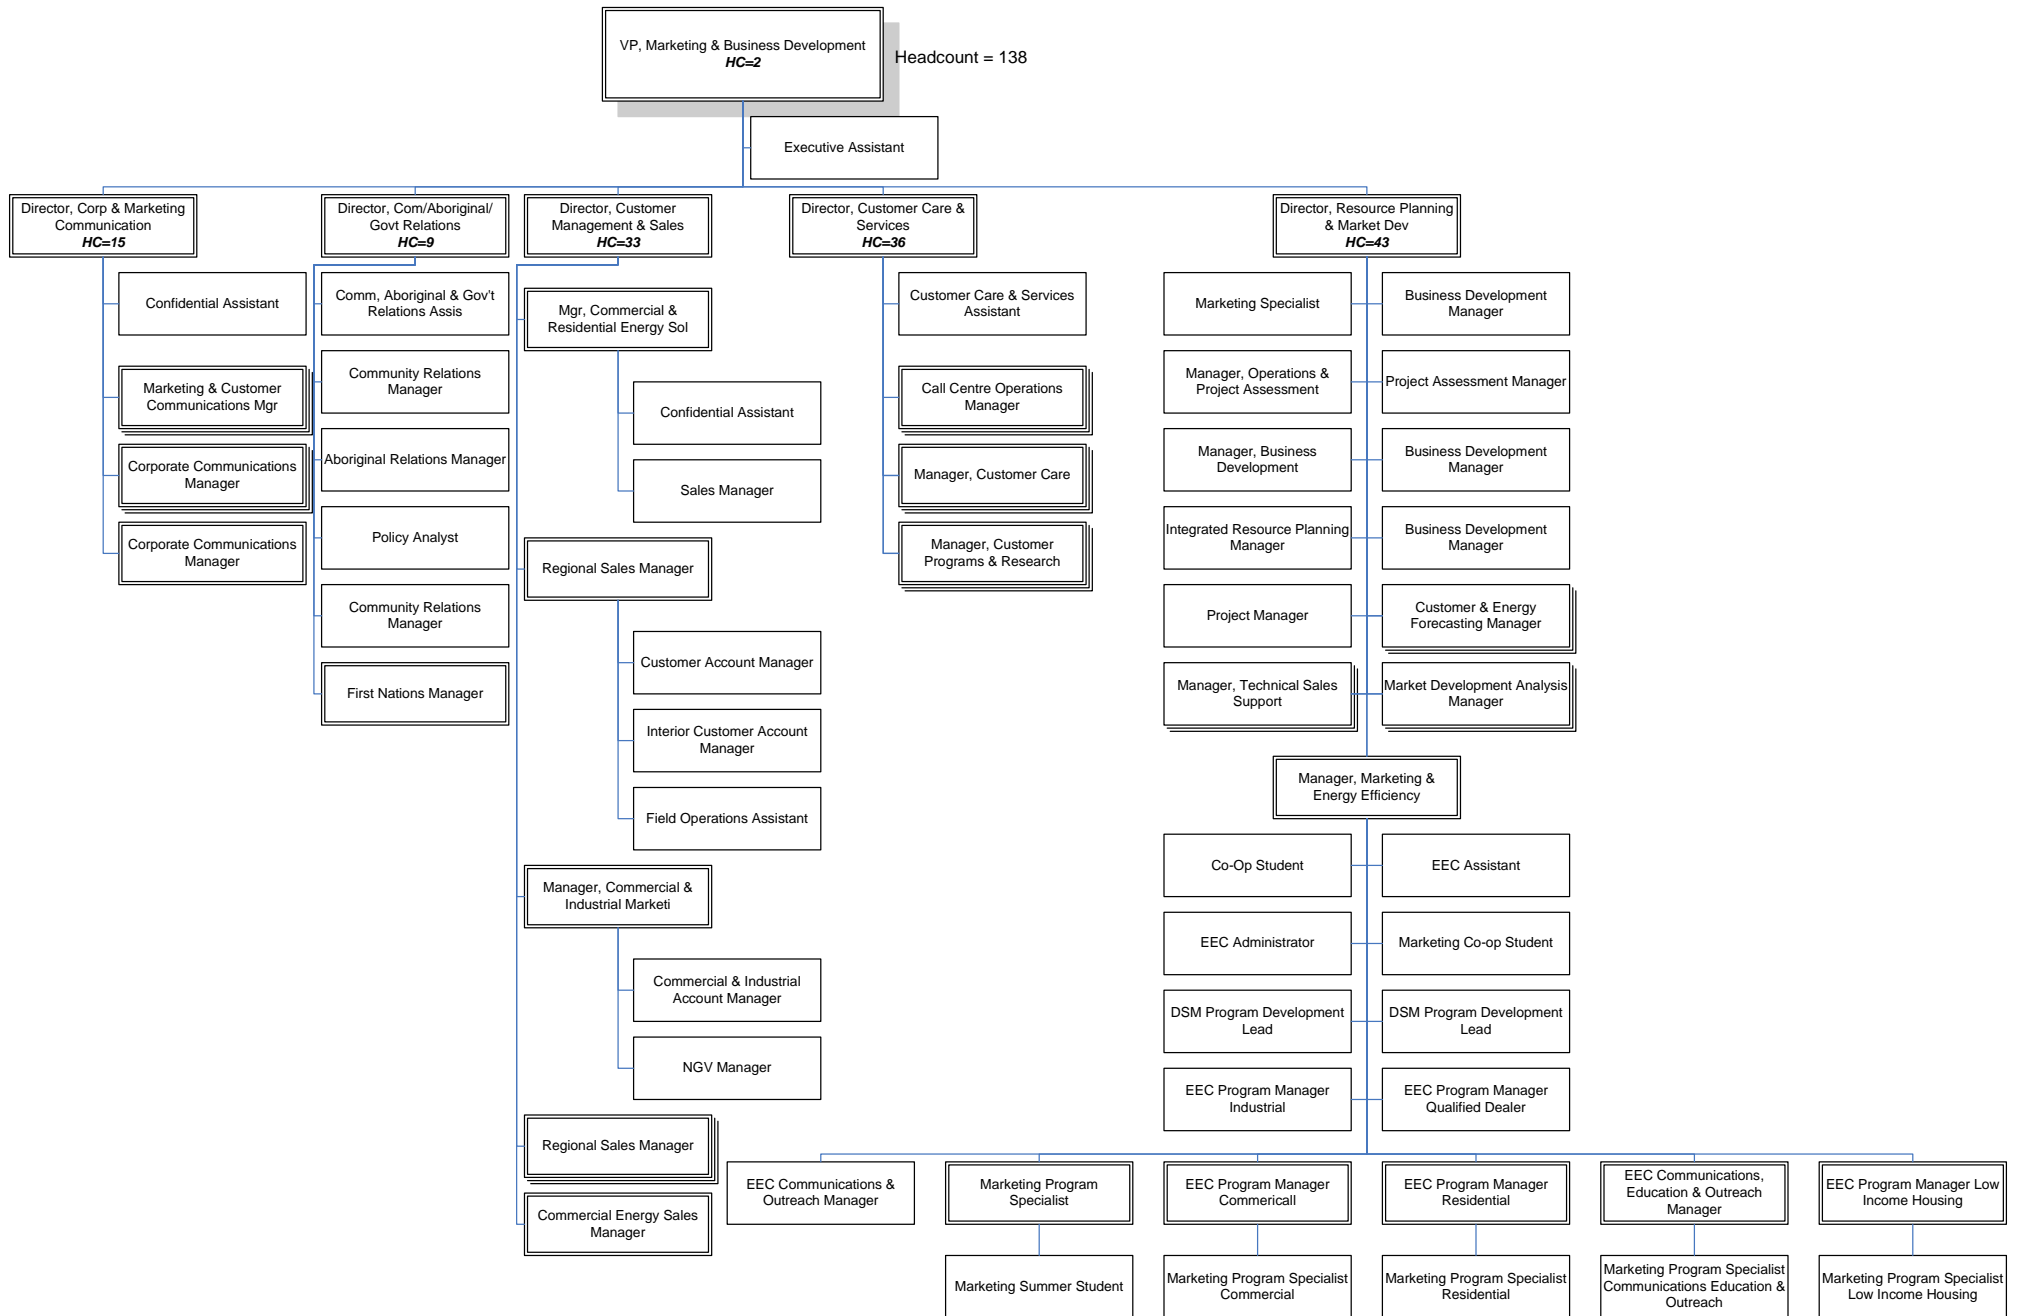 VP, Marketing & Business Development
HC=2
Headcount = 138
Executive Assistant
Director, Corp & Marketing
Communication
HC=15
Director, Com/Aboriginal/
Govt Relations
HC=9
Director, Customer
Management & Sales
HC=33
Director, Customer Care &
Services
HC=36
Director, Resource Planning
& Market Dev
HC=43
Confidential Assistant
Marketing & Customer
Communications Mgr
Corporate Communications
Manager
Corporate Communications
Manager
Comm, Aboriginal & Gov't
Relations Assis
Community Relations
Manager
Aboriginal Relations Manager
Policy Analyst
Community Relations
Manager
First Nations Manager
Mgr, Commercial &
Residential Energy Sol
Confidential Assistant
Sales Manager
Regional Sales Manager
Customer Account Manager
Interior Customer Account
Manager
Field Operations Assistant
Manager, Commercial &
Industrial Marketi
Commercial & Industrial
Account Manager
NGV Manager
Regional Sales Manager
Commercial Energy Sales
Manager
Customer Care & Services
Assistant
Call Centre Operations
Manager
Manager, Customer Care
Manager, Customer
Programs & Research
Marketing Specialist
Business Development
Manager
Manager, Operations &
Project Assessment
Project Assessment Manager
Manager, Business
Development
Business Development
Manager
Integrated Resource Planning
Manager
Business Development
Manager
Project Manager
Customer & Energy
Forecasting Manager
Manager, Technical Sales
Support
Market Development Analysis
Manager
Manager, Marketing &
Energy Efficiency
Co-Op Student
EEC Assistant
EEC Administrator
Marketing Co-op Student
DSM Program Development
Lead
DSM Program Development
Lead
EEC Program Manager
Industrial
EEC Program Manager
Qualified Dealer
EEC Communications &
Outreach Manager
Marketing Program
Specialist
EEC Program Manager
Commericall
EEC Program Manager
Residential
EEC Communications,
Education & Outreach
Manager
EEC Program Manager Low
Income Housing
Marketing Summer Student
Marketing Program Specialist
Commercial
Marketing Program Specialist
Residential
Marketing Program Specialist
Communications Education &
Outreach
Marketing Program Specialist
Low Income Housing